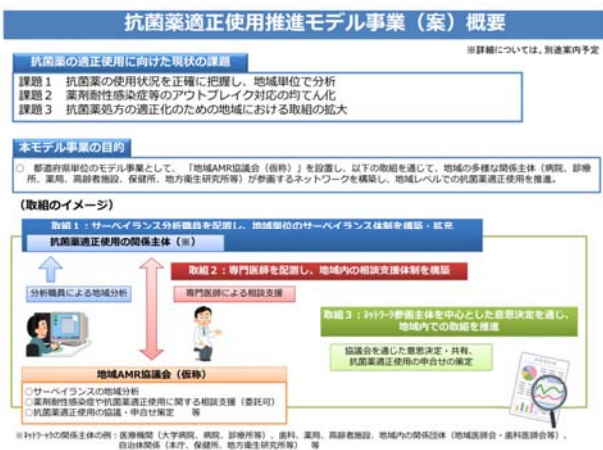 抗菌薬適正使用推進モデル事業（案）概要
※詳細については、別途案内予定
抗菌薬の適正使用に向けた現状の課題
課題１　抗菌薬の使用状況を正確に把握し、地域単位で分析
課題２　薬剤耐性感染症等のアウトブレイク対応の均てん化
課題３　抗菌薬処方の適正化のための地域における取組の拡大
本モデル事業の目的
○　都道府県単位のモデル事業として、「地域AMR協議会（仮称）」を設置し、以下の取組を通じて、地域の多様な関係主体（病院、診療
所、薬局、高齢者施設、保健所、地方衛生研究所等）が参画するネットワークを構築し、地域レベルでの抗菌薬適正使用を推進。
（取組のイメージ）
取組１：サーベイランス分析職員を配置し、地域単位のサーベイランス体制を構築・拡充
抗菌薬適正使用の関係主体（※）
取組２：専門医師を配置し、地域内の相談支援体制を構築
分析職員による地域分析
専門医師による相談支援
取組３：ﾈｯﾄﾜｰｸ参画主体を中心とした意思決定を通じ、
地域内での取組を推進
協議会を通じた意思決定・共有、
抗菌薬適正使用の申合せの策定
地域AMR協議会（仮称）
○サーベイランスの地域分析
○薬剤耐性感染症や抗菌薬適正使用に関する相談支援（委託可）
○抗菌薬適正使用の協議・申合せ策定　等
※ﾈｯﾄﾜｰｸの関係主体の例：医療機関（大学病院、病院、診療所等）、歯科、薬局、高齢者施設、地域内の関係団体（地域医師会・歯科医師会等）、
自治体関係（本庁、保健所、地方衛生研究所等）　等